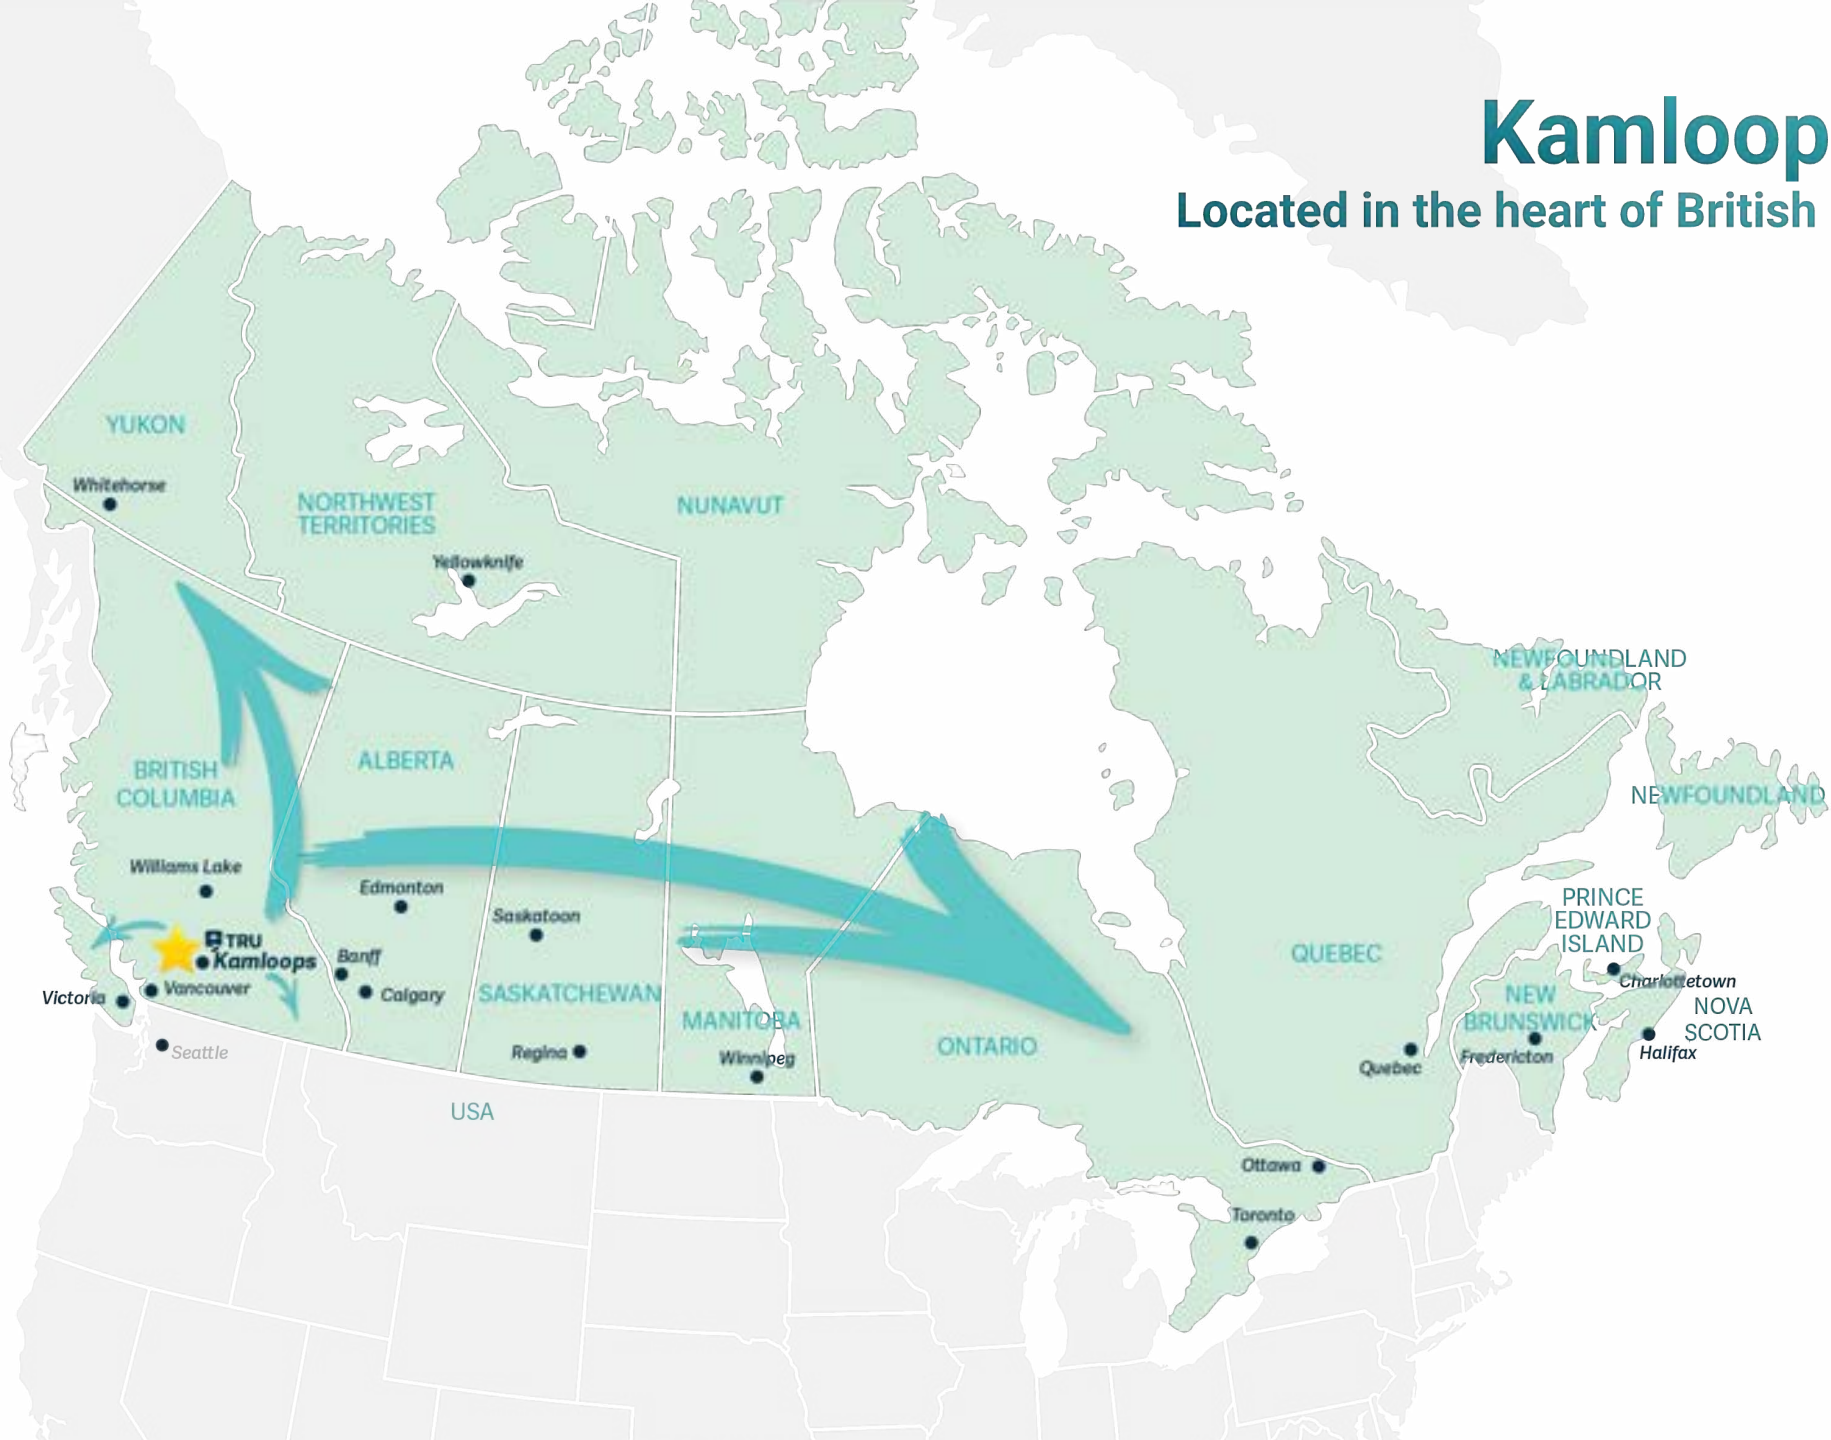 Kamloop
Located in the heart of British
YUKON
Whitehorse
NORTHWEST
TERRITORIES
NUNAVUT
Yellowknife
NEWFOUNDLAND
& LABRADOR
BRITISH
COLUMBIA
ALBERTA
NEWFOUNDLAND
Williams Lake
Edmonton
Saskatoon
PRINCE
EDWARD
ISLAND
TRU
Kamloops
Banff
QUEBEC
Charlottetown
Victoria
Vancouver
Calgary
SASKATCHEWAN
NEW
BRUNSWICK
NOVA
SCOTIA
MANITOBA
Seattle
Regina
Winnipeg
ONTARIO
Quebec
Fredericton
Halifax
USA
Ottawa
Toronto